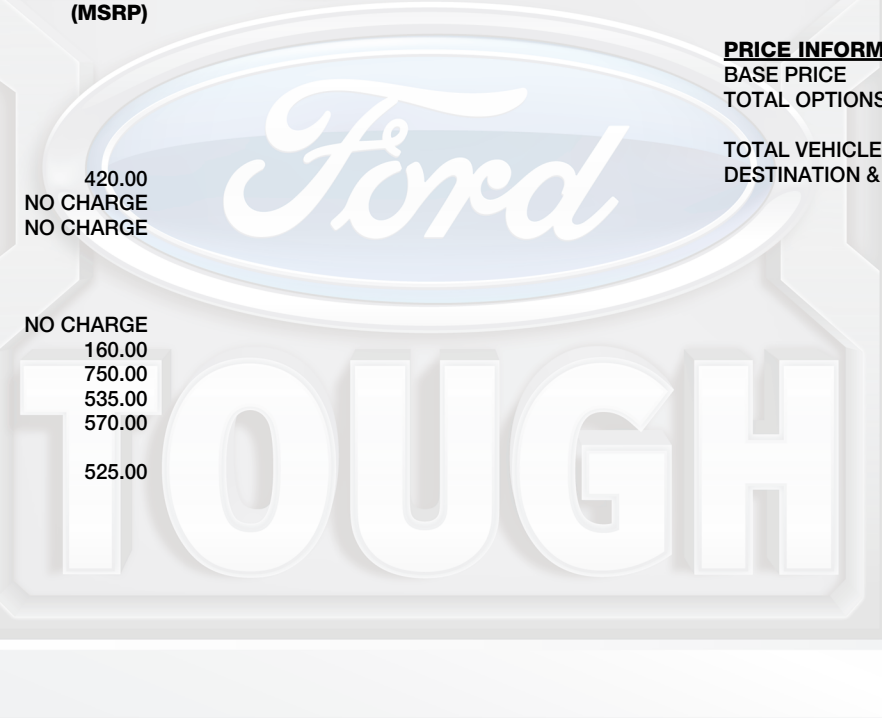 (MSRP)
420.00
NO CHARGE
NO CHARGE
NO CHARGE
160.00
750.00
535.00
570.00
525.00
PRICE INFORM
BASE PRICE
TOTAL OPTIONS
TOTAL VEHICLE
DESTINATION &
Ford
TOUGH